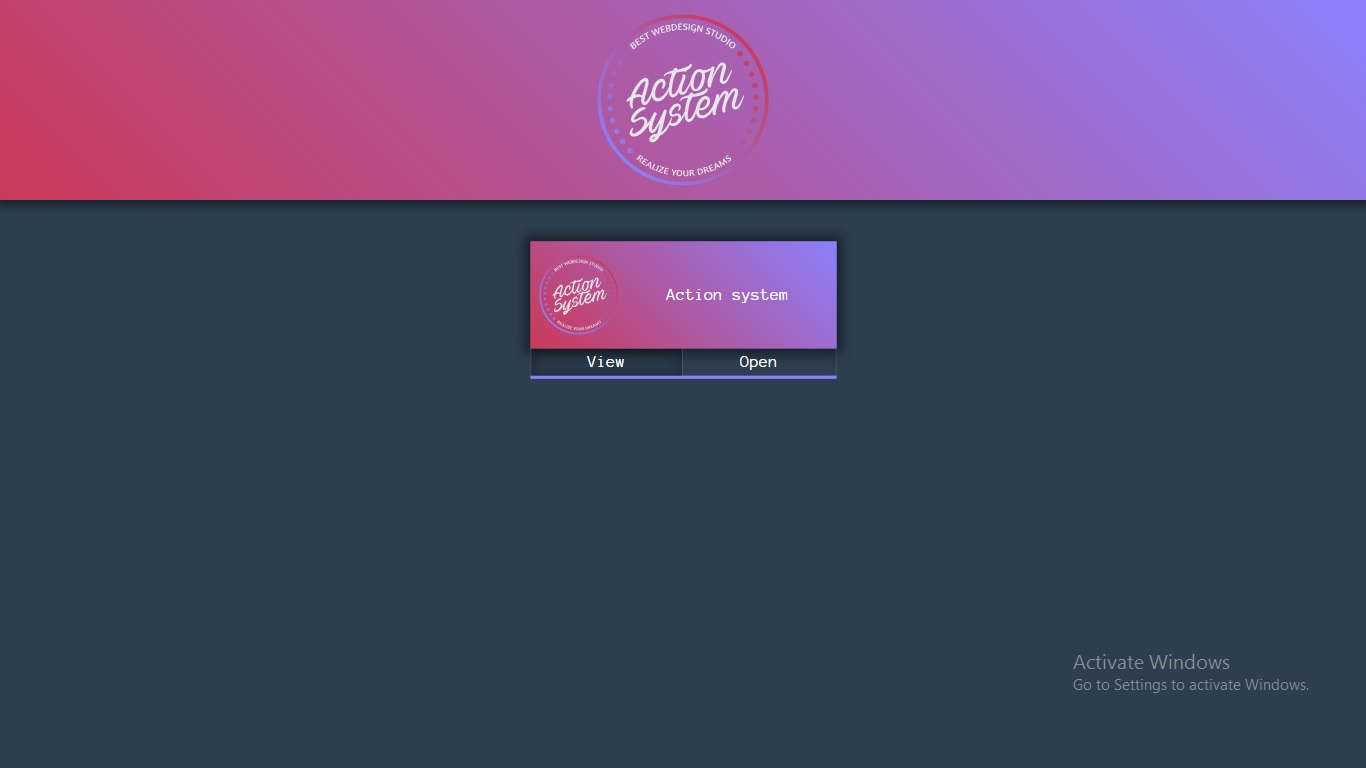 BEST WEBDESIGN STUDIO
Action
System
REALIZE YOUR DREAMS
BEST WEBDESIGN STUDIO
Action
System
REALIZE YOUR DREAMS
Action system
View
Open
Activate Windows
Go to Settings to activate Windows.